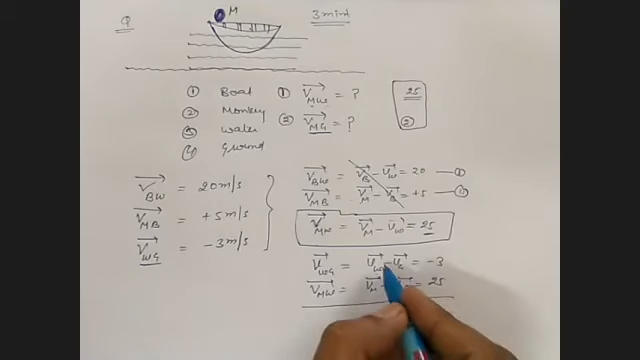 Q M 3 mint
① Boat
② Monkey
③ water
④ Ground
① V_MW = ? 25
② V_MG = ? ②
V_BW = 20 m/s
V_MB = +5 m/s
V_WG = -3 m/s
V_BW = V_B - V_W = 20 — ①
V_MB = V_M - V_B = +5 —
V_MW = V_M - V_W = 25
V_WG = V_W - V_G = -3
V_MW = V_M - = 25